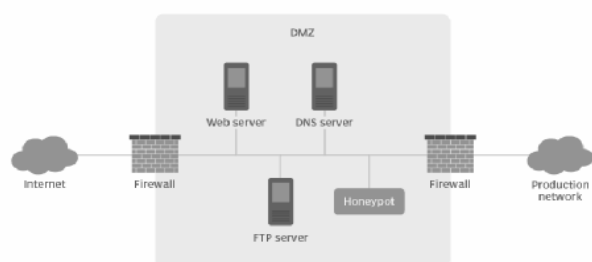 DMZ
Web server
DNS server
Internet
Firewall
Honeypot
Firewall
Production
network
FTP server